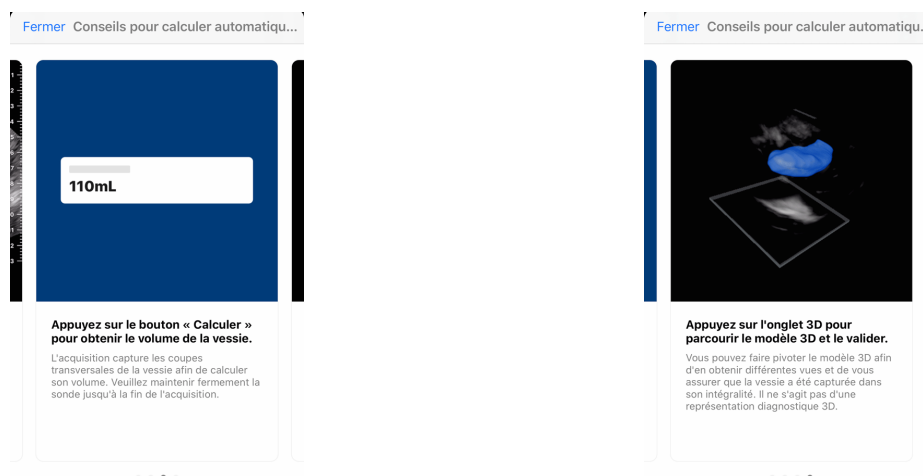 Fermer Conseils pour calculer automatiqu...
110mL
Appuyez sur le bouton « Calculer »
pour obtenir le volume de la vessie.
L'acquisition capture les coupes
transversales de la vessie afin de calculer
son volume. Veuillez maintenir fermement la
sonde jusqu'à la fin de l'acquisition.
Fermer Conseils pour calculer automatiqu.
Appuyez sur l'onglet 3D pour
parcourir le modèle 3D et le valider.
Vous pouvez faire pivoter le modèle 3D afin
d'en obtenir différentes vues et de vous
assurer que la vessie a été capturée dans
son intégralité. Il ne s'agit pas d'une
représentation diagnostique 3D.